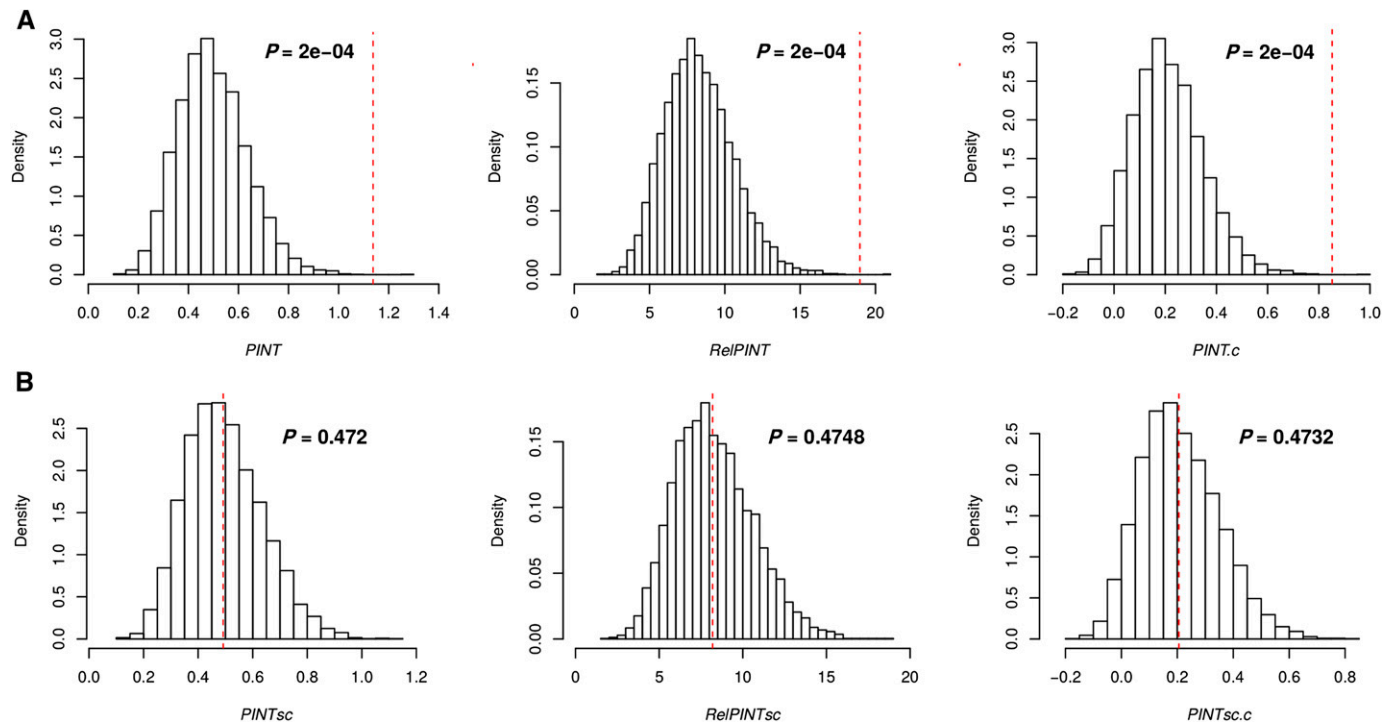 A
P = 2e−04
P = 2e−04
P = 2e−04
Density
0.0 0.5 1.0 1.5 2.0 2.5 3.0
0.0 0.2 0.4 0.6 0.8 1.0 1.2 1.4
PINT
Density
0.00 0.05 0.10 0.15
0 5 10 15 20
RelPINT
Density
0.0 0.5 1.0 1.5 2.0 2.5 3.0
−0.2 0.0 0.2 0.4 0.6 0.8 1.0
PINT.c
B
P = 0.472
P = 0.4748
P = 0.4732
Density
0.0 0.5 1.0 1.5 2.0 2.5
0.0 0.2 0.4 0.6 0.8 1.0 1.2
PINTsc
Density
0.00 0.05 0.10 0.15
0 5 10 15 20
RelPINTsc
Density
0.0 0.5 1.0 1.5 2.0 2.5
−0.2 0.0 0.2 0.4 0.6 0.8
PINTsc.c